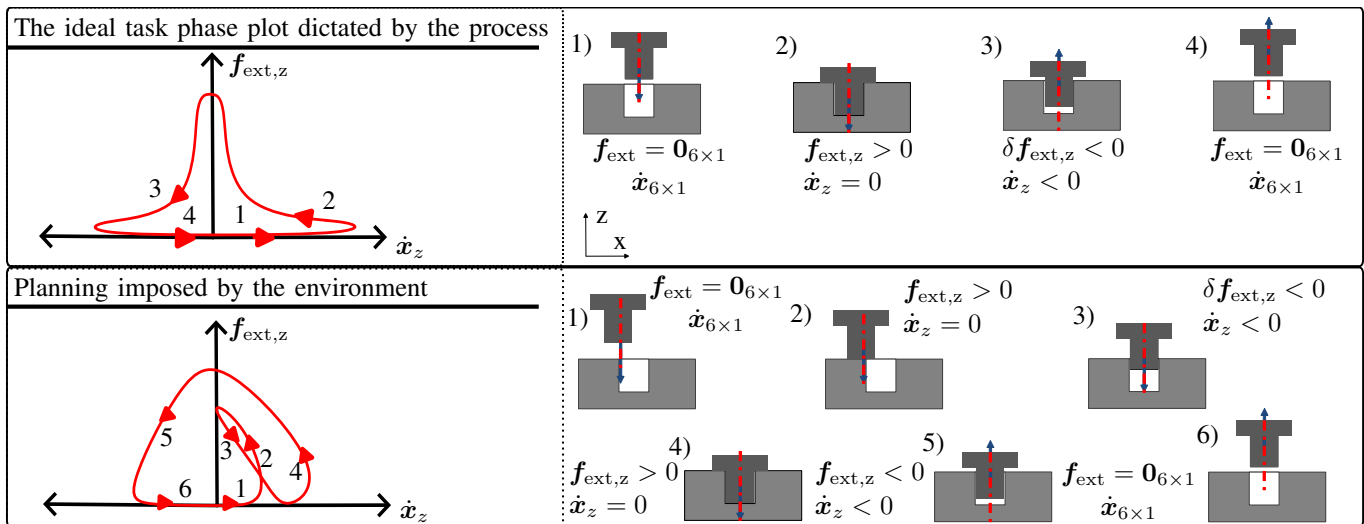 The ideal task phase plot dictated by the process
f_ext,z
3
2
4
1
ẋ_z
1)
2)
3)
4)
f_ext = 0_6×1
ẋ_6×1
f_ext,z > 0
ẋ_z = 0
δf_ext,z < 0
ẋ_z < 0
f_ext = 0_6×1
ẋ_6×1
z
x
Planning imposed by the environment
f_ext,z
5
3
2
4
6
1
ẋ_z
1)
f_ext = 0_6×1
ẋ_6×1
2)
f_ext,z > 0
ẋ_z = 0
3)
δf_ext,z < 0
ẋ_z < 0
4)
f_ext,z > 0
ẋ_z = 0
5)
f_ext,z < 0
ẋ_z < 0
6)
f_ext = 0_6×1
ẋ_6×1